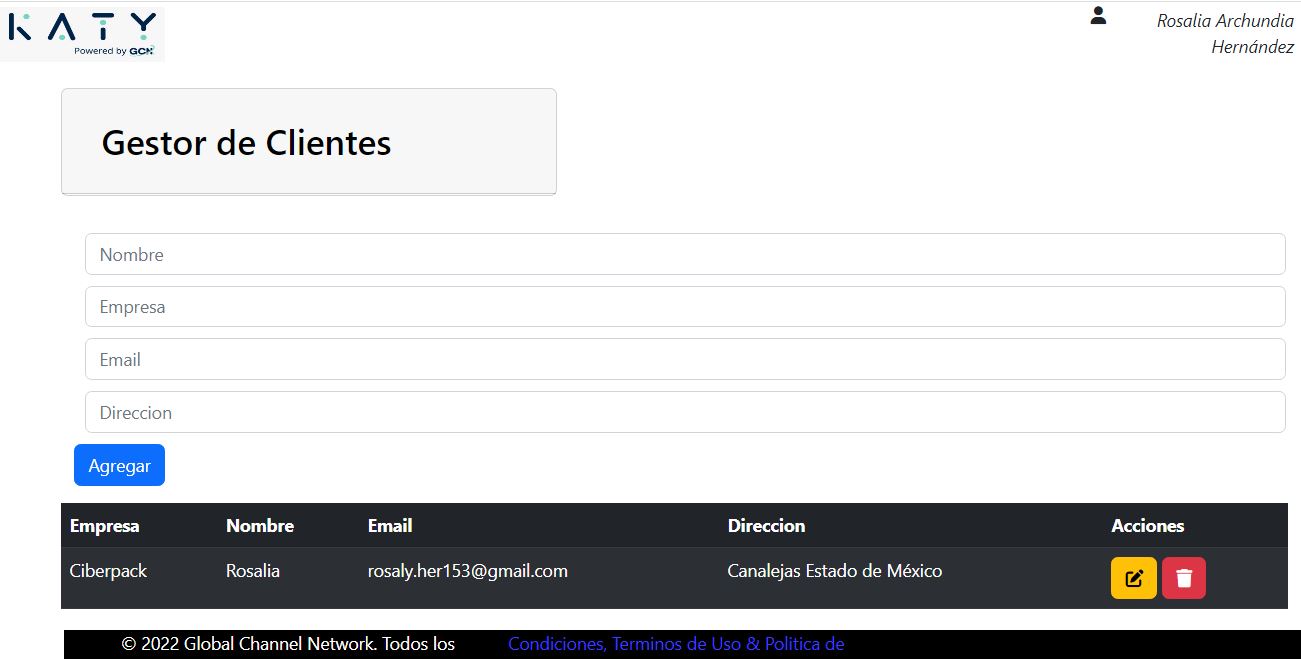 KATY
Powered by GCN
Rosalia Archundia
Hernández
Gestor de Clientes
Nombre
Empresa
Email
Direccion
Agregar
Empresa Nombre Email Direccion Acciones
Ciberpack Rosalia rosaly.her153@gmail.com Canalejas Estado de México
© 2022 Global Channel Network. Todos los Condiciones, Terminos de Uso & Politica de